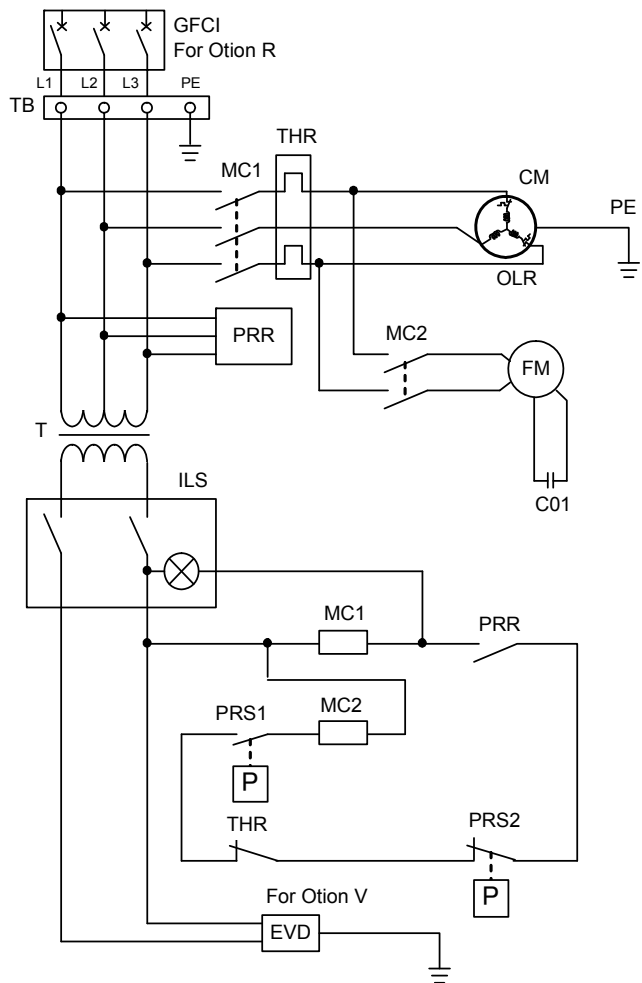 GFCI
For Otion R
L1 L2 L3 PE
TB
THR
MC1
CM
PE
OLR
PRR
MC2
FM
T
C01
ILS
MC1
PRR
MC2
PRS1
P
THR
PRS2
P
For Otion V
EVD